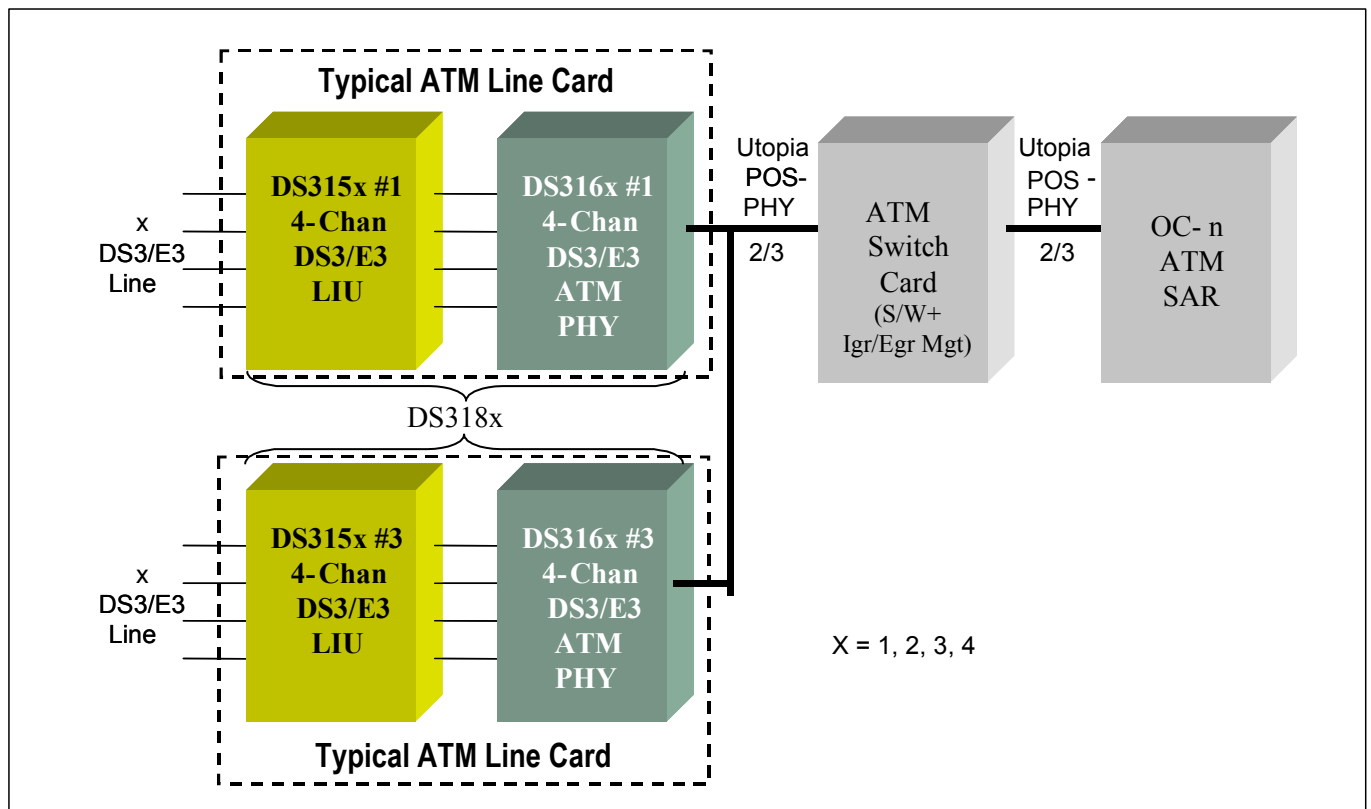 Typical ATM Line Card
DS315x #1
4-Chan
DS3/E3
LIU
DS316x #1
4-Chan
DS3/E3
ATM
PHY
x
DS3/E3
Line
Utopia
POS-
PHY
2/3
ATM
Switch
Card
(S/W+
Igr/Egr Mgt)
Utopia
POS -
PHY
2/3
OC- n
ATM
SAR
DS318x
x
DS3/E3
Line
DS315x #3
4-Chan
DS3/E3
LIU
DS316x #3
4-Chan
DS3/E3
ATM
PHY
X = 1, 2, 3, 4
Typical ATM Line Card